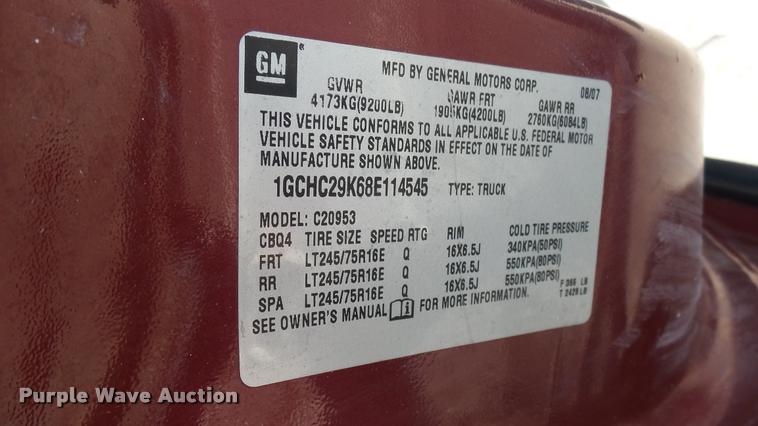 GM
MFD BY GENERAL MOTORS CORP.
08/07
GVWR GAWR FRT GAWR RR
4173KG(9200LB) 1905KG(4200LB) 2760KG(6084LB)
THIS VEHICLE CONFORMS TO ALL APPLICABLE U.S. FEDERAL MOTOR
VEHICLE SAFETY STANDARDS IN EFFECT ON THE DATE OF
MANUFACTURE SHOWN ABOVE.
1GCHC29K68E114545 TYPE: TRUCK
MODEL: C20953
CBQ4 TIRE SIZE SPEED RTG RIM COLD TIRE PRESSURE
FRT LT245/75R16E Q 16X6.5J 340KPA(50PSI)
RR LT245/75R16E Q 16X6.5J 550KPA(80PSI)
SPA LT245/75R16E Q 16X6.5J 550KPA(80PSI)
F 366 LB
T 2428 LB
SEE OWNER'S MANUAL i FOR MORE INFORMATION.
Purple Wave Auction